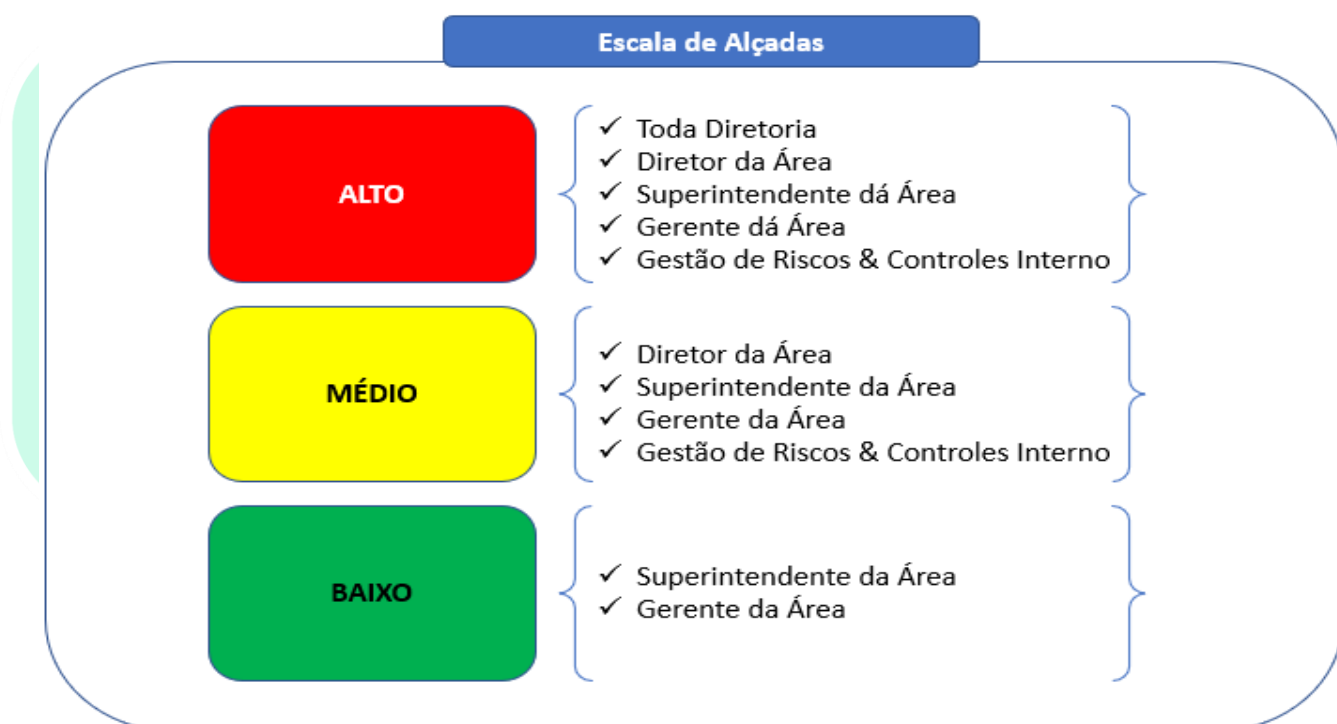 Escala de Alçadas
ALTO
✓ Toda Diretoria
✓ Diretor da Área
✓ Superintendente dá Área
✓ Gerente dá Área
✓ Gestão de Riscos & Controles Interno
MÉDIO
✓ Diretor da Área
✓ Superintendente da Área
✓ Gerente da Área
✓ Gestão de Riscos & Controles Interno
BAIXO
✓ Superintendente da Área
✓ Gerente da Área